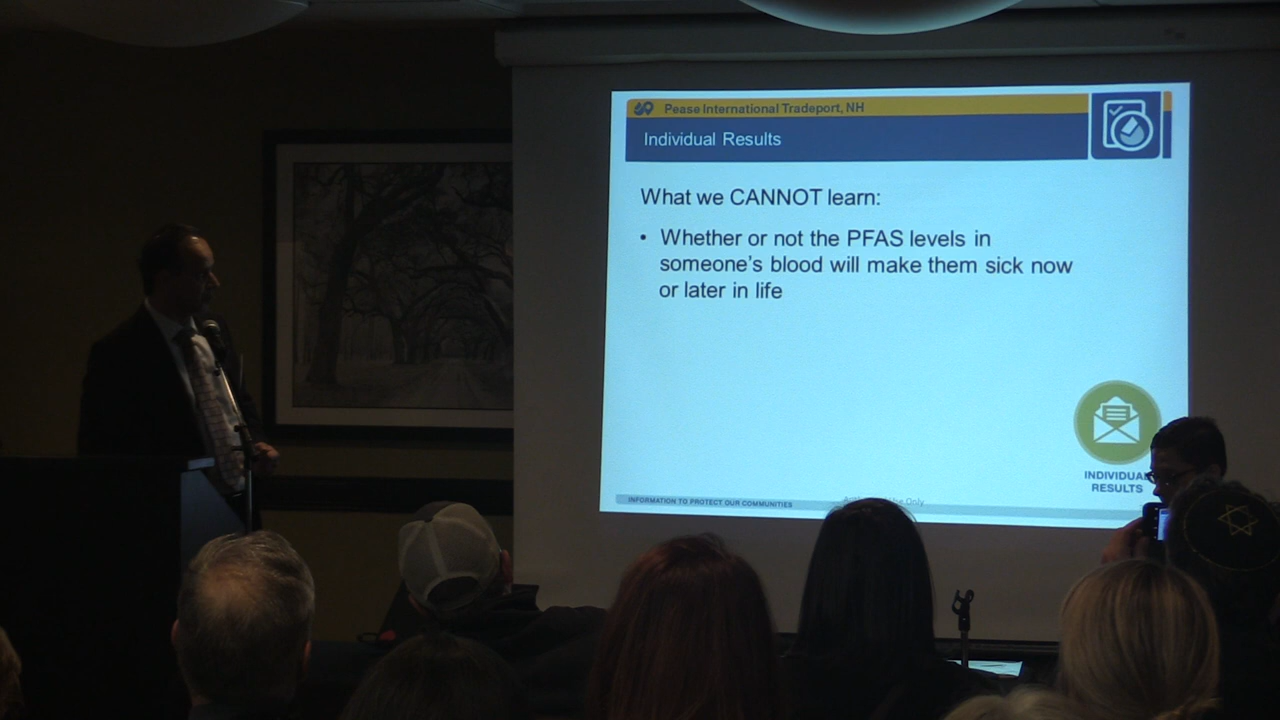 Pease International Tradeport, NH
Individual Results
What we CANNOT learn:
• Whether or not the PFAS levels in
someone's blood will make them sick now
or later in life
INDIVIDUAL
RESULTS
INFORMATION TO PROTECT OUR COMMUNITIES
Only